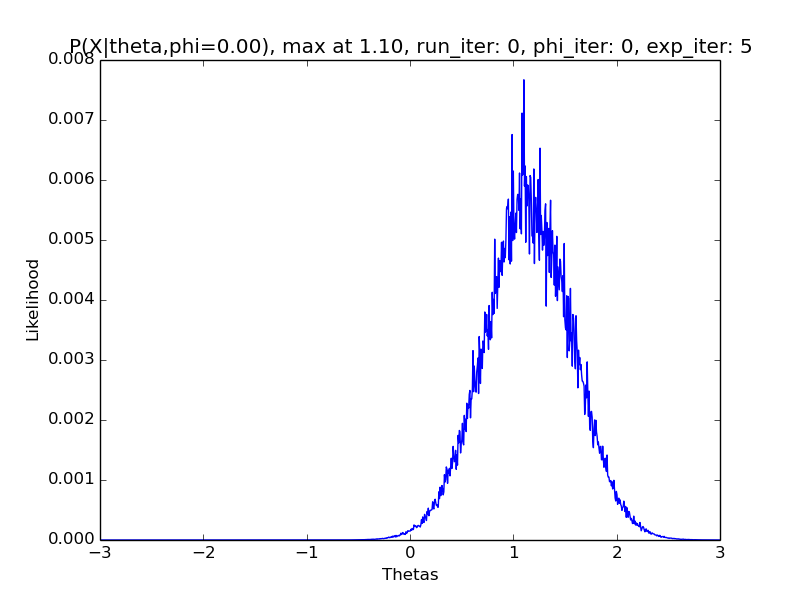 P(X|theta,phi=0.00), max at 1.10, run_iter: 0, phi_iter: 0, exp_iter: 5
0.008
0.007
0.006
0.005
0.004
0.003
0.002
0.001
0.000
Likelihood
−3 −2 −1 0 1 2 3
Thetas